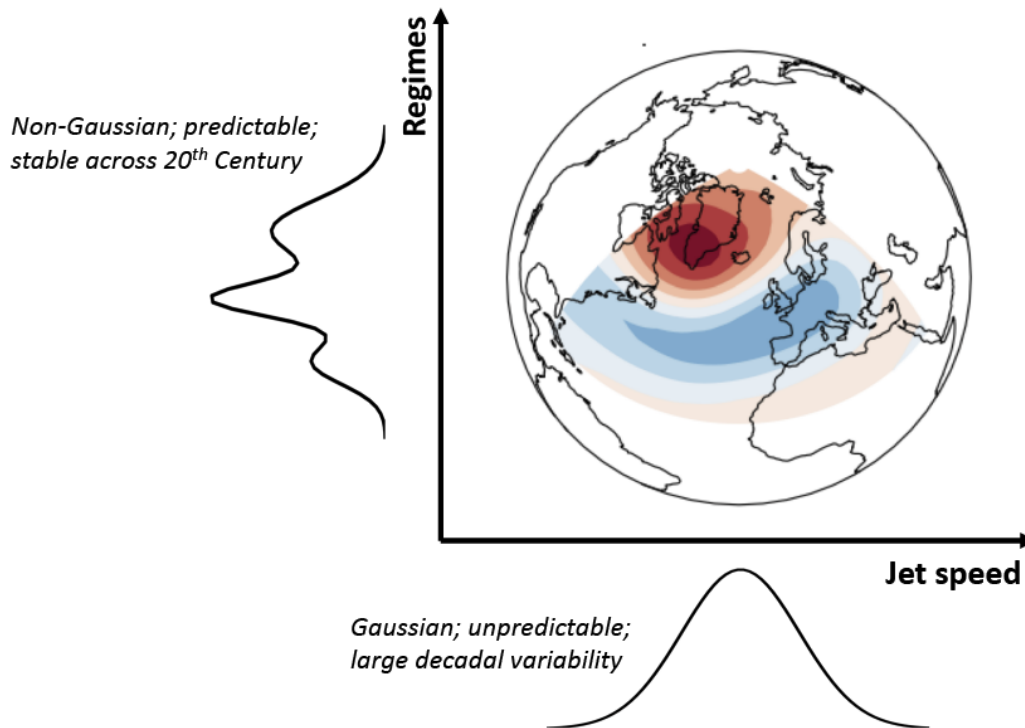 Regimes
Non-Gaussian; predictable;
stable across 20th Century
Jet speed
Gaussian; unpredictable;
large decadal variability